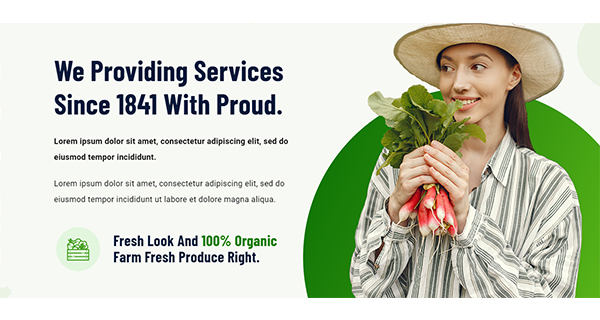 We Providing Services
Since 1841 With Proud.
Lorem ipsum dolor sit amet, consectetur adipiscing elit, sed do
eiusmod tempor incididunt.
Lorem ipsum dolor sit amet, consectetur adipiscing elit, sed do
eiusmod tempor incididunt ut labore et dolore magna aliqua.
Fresh Look And 100% Organic
Farm Fresh Produce Right.